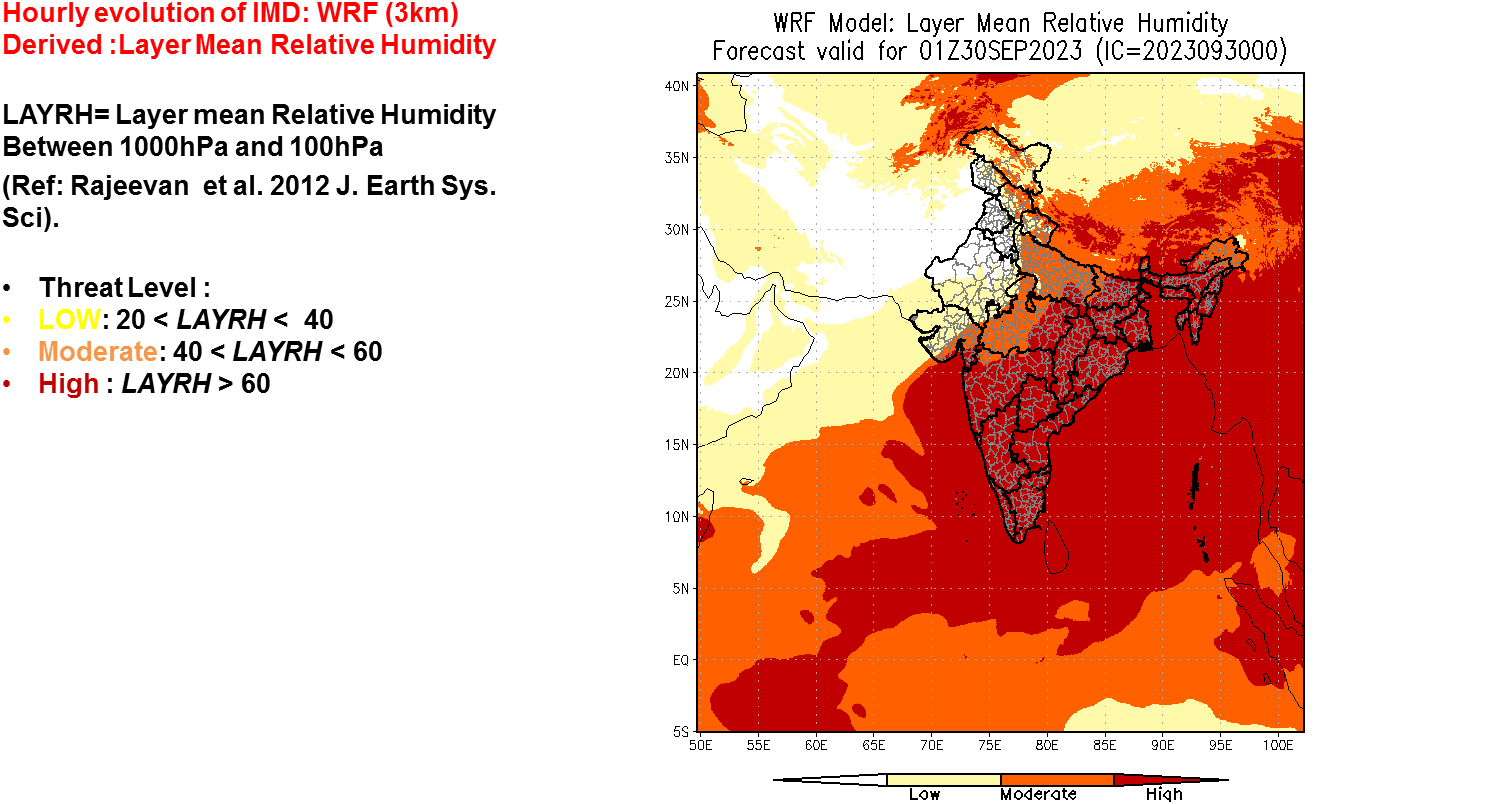 Hourly evolution of IMD: WRF (3km)
Derived :Layer Mean Relative Humidity
LAYRH= Layer mean Relative Humidity
Between 1000hPa and 100hPa
(Ref: Rajeevan et al. 2012 J. Earth Sys.
Sci).
• Threat Level :
• LOW: 20 < LAYRH < 40
• Moderate: 40 < LAYRH < 60
• High : LAYRH > 60
WRF Model: Layer Mean Relative Humidity
Forecast valid for 01Z30SEP2023 (IC=2023093000)
40N
35N
30N
25N
20N
15N
10N
5N
EQ
5S
50E 55E 60E 65E 70E 75E 80E 85E 90E 95E 100E
Low Moderate High